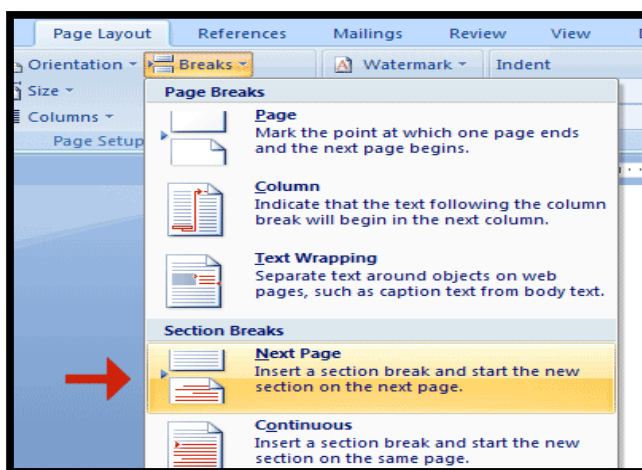 Page Layout References Mailings Review View
Orientation Breaks Watermark Indent
Size
Columns
Page Setup
Page Breaks
Page
Mark the point at which one page ends
and the next page begins.
Column
Indicate that the text following the column
break will begin in the next column.
Text Wrapping
Separate text around objects on web
pages, such as caption text from body text.
Section Breaks
Next Page
Insert a section break and start the new
section on the next page.
Continuous
Insert a section break and start the new
section on the same page.